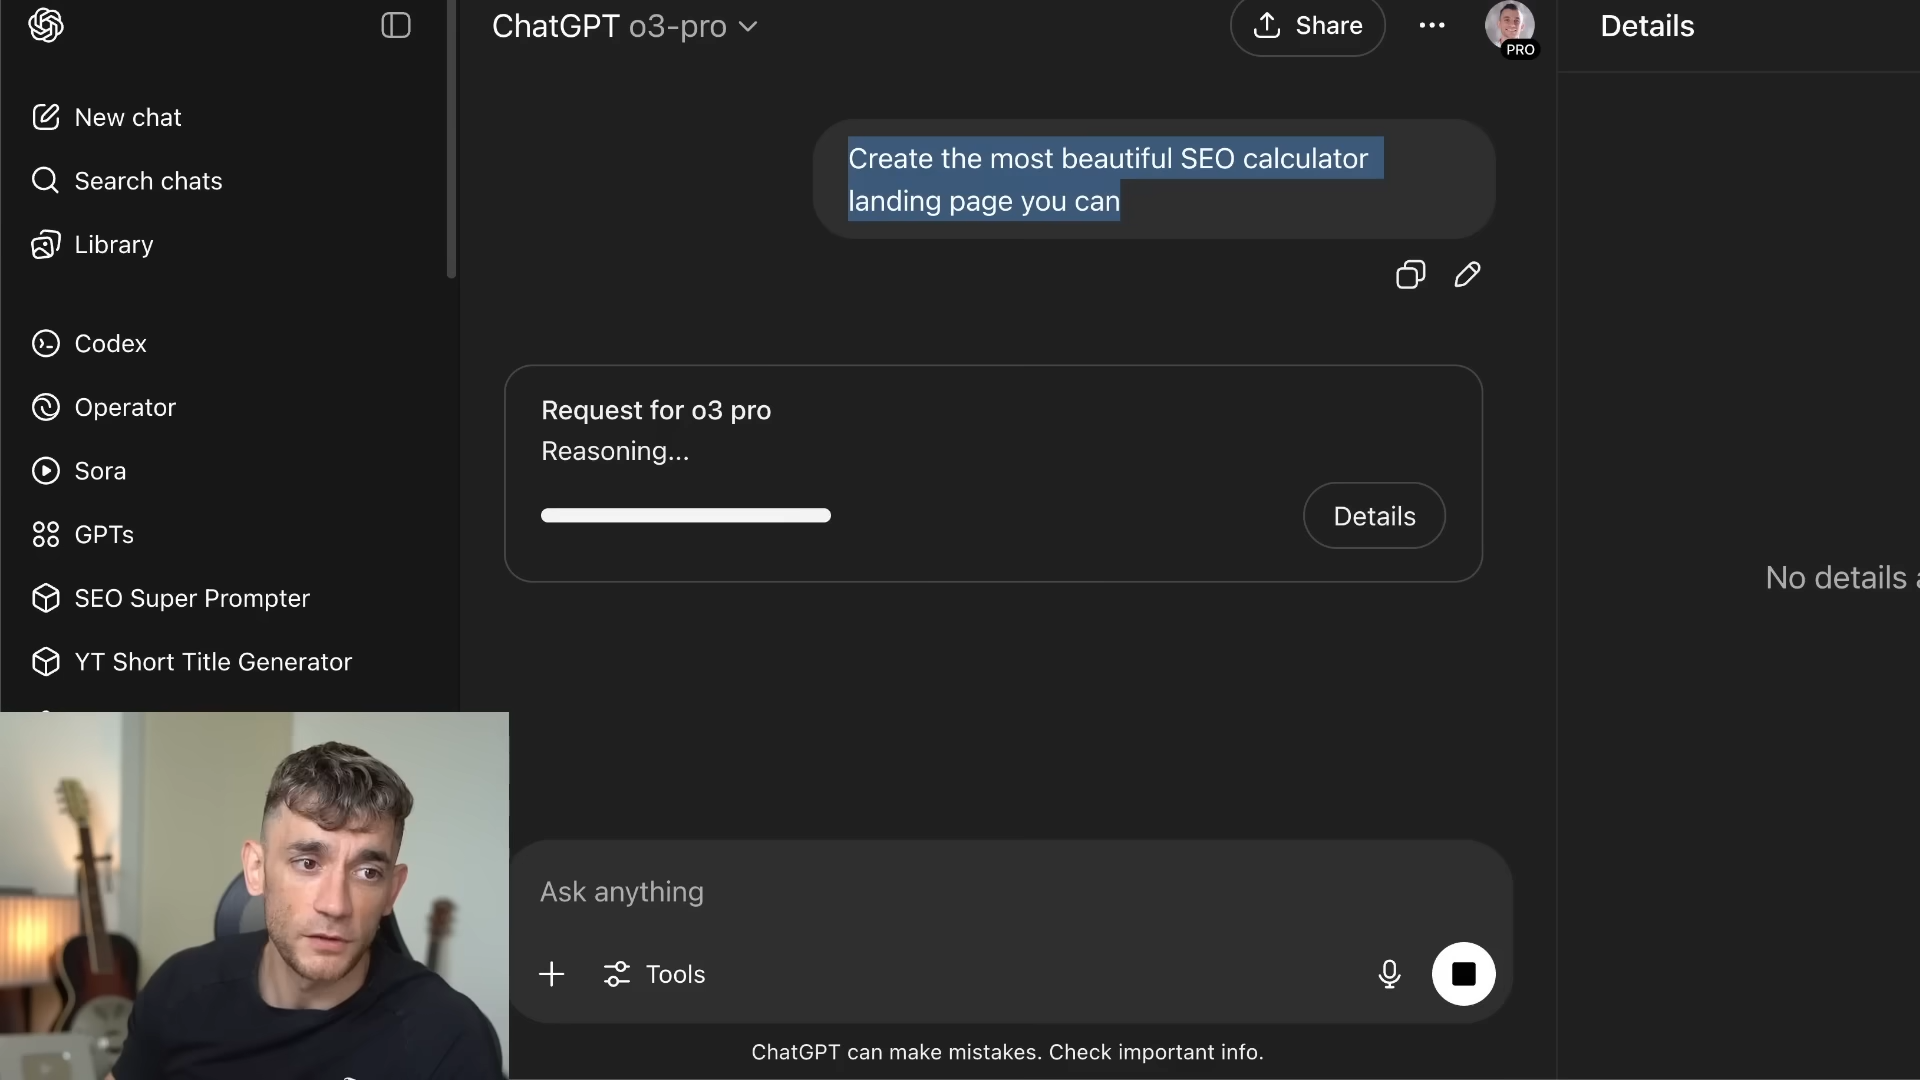 ChatGPT o3-pro
Share
PRO
Details
New chat
Search chats
Library
Codex
Operator
Sora
GPTs
SEO Super Prompter
YT Short Title Generator
Create the most beautiful SEO calculator
landing page you can
Request for o3 pro
Reasoning...
Details
No details
Ask anything
Tools
ChatGPT can make mistakes. Check important info.